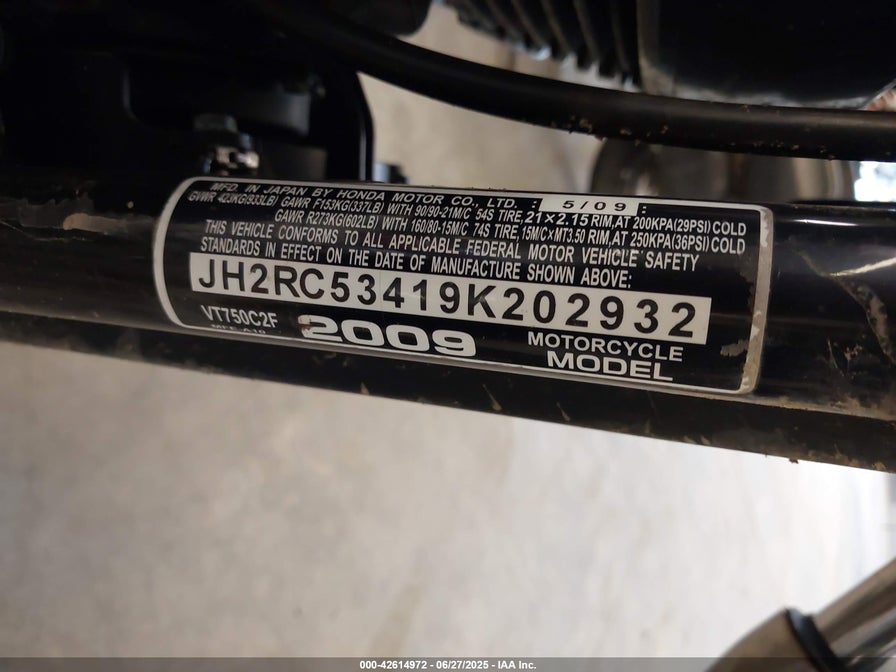 MFD. IN JAPAN BY HONDA MOTOR CO., LTD. : 5/09 :
GVWR 423KG(933LB) GAWR F153KG(337LB) WITH 90/90-21M/C 54S TIRE, 21×2.15 RIM, AT 200KPA(29PSI) COLD
GAWR R273KG(602LB) WITH 160/80-15M/C 74S TIRE, 15M/C×MT3.50 RIM, AT 250KPA(36PSI) COLD
THIS VEHICLE CONFORMS TO ALL APPLICABLE FEDERAL MOTOR VEHICLE SAFETY
STANDARDS IN EFFECT ON THE DATE OF MANUFACTURE SHOWN ABOVE:
JH2RC53419K202932
VT750C2F 2009 MOTORCYCLE
MODEL
000-42614972 | 06/27/2025 - IAA Inc.